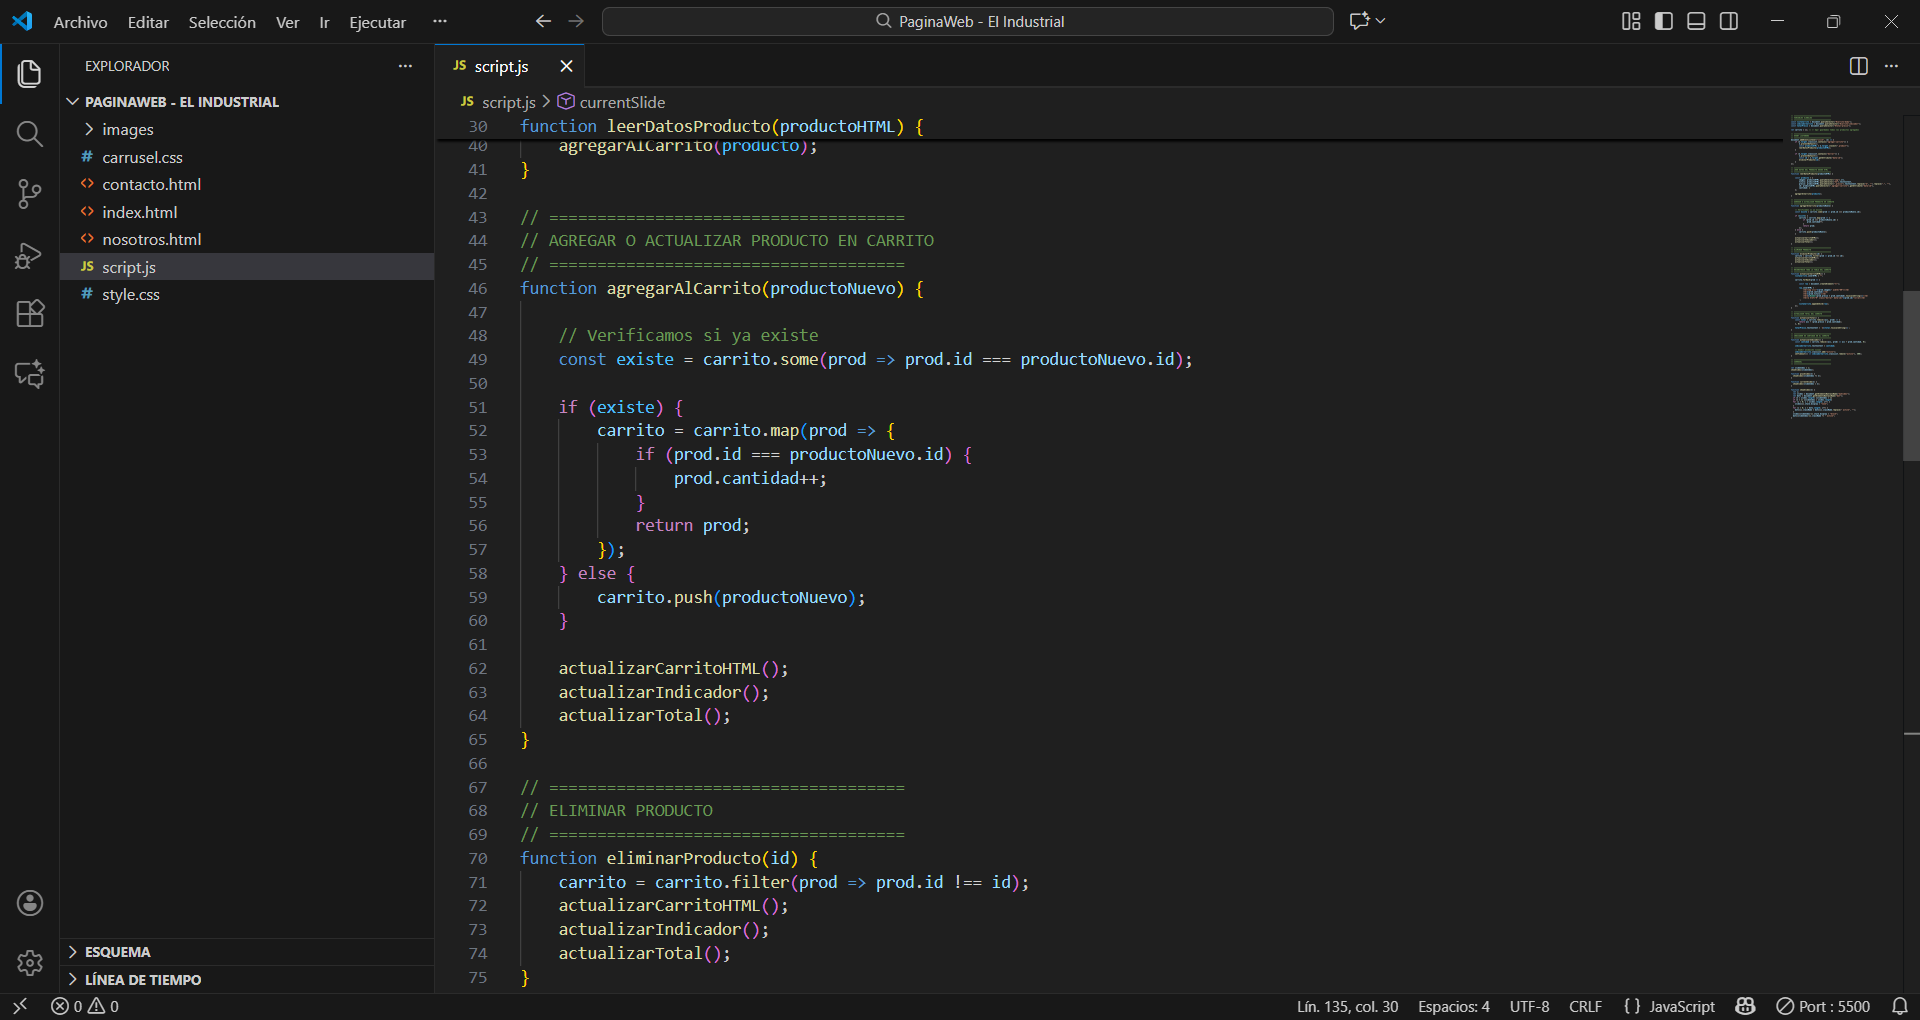 Archivo Editar Selección Ver Ir Ejecutar ··· PaginaWeb - El Industrial
EXPLORADOR ···
PAGINAWEB - EL INDUSTRIAL
images
# carrusel.css
<> contacto.html
<> index.html
<> nosotros.html
JS script.js
# style.css
ESQUEMA
LÍNEA DE TIEMPO
JS script.js
JS script.js > currentSlide
30 function leerDatosProducto(productoHTML) {
40     agregarAlCarrito(producto);
41 }
42
43 // =====================================
44 // AGREGAR O ACTUALIZAR PRODUCTO EN CARRITO
45 // =====================================
46 function agregarAlCarrito(productoNuevo) {
47
48     // Verificamos si ya existe
49     const existe = carrito.some(prod => prod.id === productoNuevo.id);
50
51     if (existe) {
52         carrito = carrito.map(prod => {
53             if (prod.id === productoNuevo.id) {
54                 prod.cantidad++;
55             }
56             return prod;
57         });
58     } else {
59         carrito.push(productoNuevo);
60     }
61
62     actualizarCarritoHTML();
63     actualizarIndicador();
64     actualizarTotal();
65 }
66
67 // =====================================
68 // ELIMINAR PRODUCTO
69 // =====================================
70 function eliminarProducto(id) {
71     carrito = carrito.filter(prod => prod.id !== id);
72     actualizarCarritoHTML();
73     actualizarIndicador();
74     actualizarTotal();
75 }
0 0 Lín. 135, col. 30 Espacios: 4 UTF-8 CRLF {} JavaScript Port : 5500